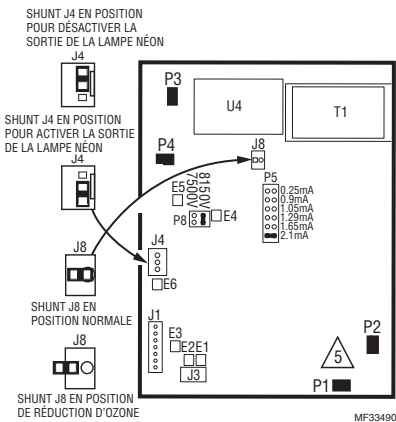 SHUNT J4 EN POSITION
POUR DÉSACTIVER LA
SORTIE DE LA LAMPE NÉON
J4
SHUNT J4 EN POSITION
POUR ACTIVER LA SORTIE
DE LA LAMPE NÉON
J4
J8
SHUNT J8 EN
POSITION NORMALE
J8
SHUNT J8 EN POSITION
DE RÉDUCTION D'OZONE
P3
U4
T1
P4
J8
P5
0.25mA
0.9mA
1.05mA
1.29mA
1.65mA
2.1mA
8150V
7500V
E5
P8
E4
J4
E6
J1
E3
E2E1
J3
5
P2
P1
MF33490